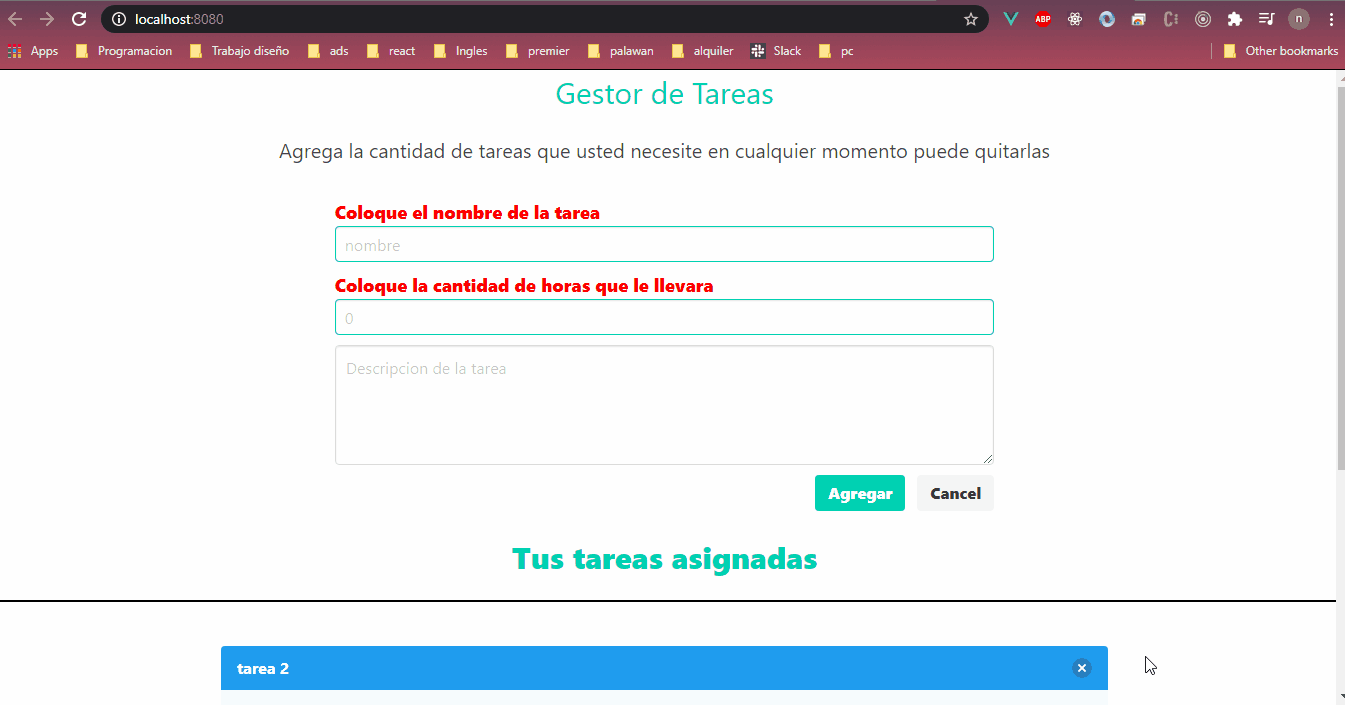 localhost:8080
ABP
n
Apps Programacion Trabajo diseño ads react Ingles premier palawan alquiler Slack pc Other bookmarks
Gestor de Tareas
Agrega la cantidad de tareas que usted necesite en cualquier momento puede quitarlas
Coloque el nombre de la tarea
nombre
Coloque la cantidad de horas que le llevara
0
Descripcion de la tarea
Agregar Cancel
Tus tareas asignadas
tarea 2